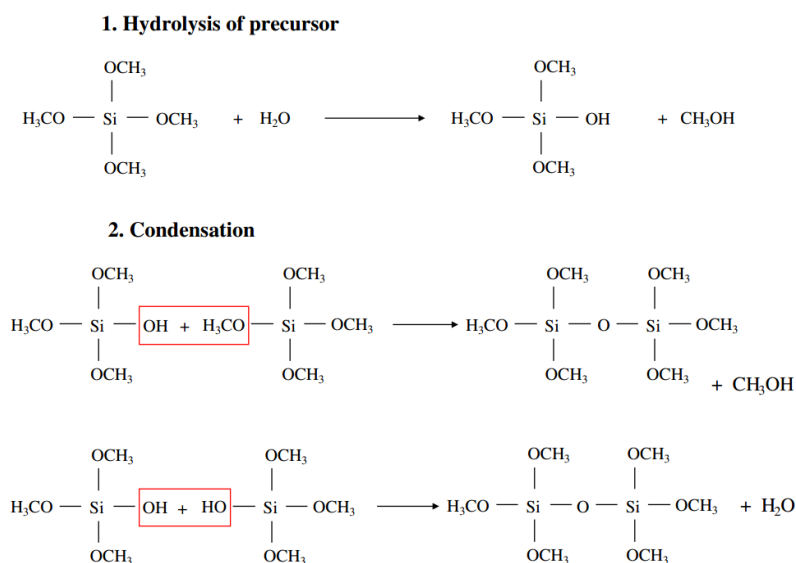 1. Hydrolysis of precursor
OCH₃ OCH₃
H₃CO — Si — OCH₃ + H₂O ⟶ H₃CO — Si — OH + CH₃OH
OCH₃ OCH₃
2. Condensation
OCH₃ OCH₃ OCH₃ OCH₃
H₃CO — Si — OH + H₃CO — Si — OCH₃ ⟶ H₃CO — Si — O — Si — OCH₃
OCH₃ OCH₃ OCH₃ OCH₃ + CH₃OH
OCH₃ OCH₃ OCH₃ OCH₃
H₃CO — Si — OH + HO — Si — OCH₃ ⟶ H₃CO — Si — O — Si — OCH₃ + H₂O
OCH₃ OCH₃ OCH₃ OCH₃